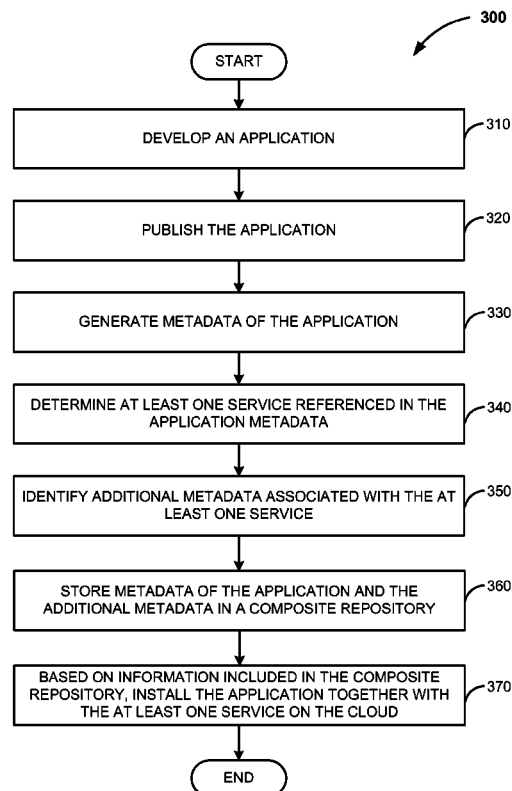 300
START
DEVELOP AN APPLICATION
310
PUBLISH THE APPLICATION
320
GENERATE METADATA OF THE APPLICATION
330
DETERMINE AT LEAST ONE SERVICE REFERENCED IN THE
APPLICATION METADATA
340
IDENTIFY ADDITIONAL METADATA ASSOCIATED WITH THE AT
LEAST ONE SERVICE
350
STORE METADATA OF THE APPLICATION AND THE
ADDITIONAL METADATA IN A COMPOSITE REPOSITORY
360
BASED ON INFORMATION INCLUDED IN THE COMPOSITE
REPOSITORY, INSTALL THE APPLICATION TOGETHER WITH
THE AT LEAST ONE SERVICE ON THE CLOUD
370
END